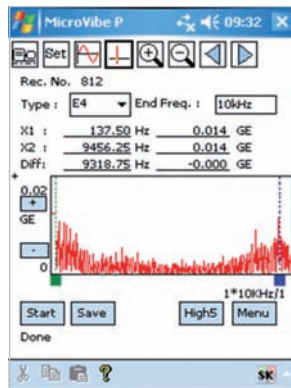 MicroVibe P 09:32
Set
Rec. No. 812
Type : E4 End Freq. : 10kHz
X1 : 137.50 Hz 0.014 GE
X2 : 9456.25 Hz 0.014 GE
Diff: 9318.75 Hz -0.000 GE
0.02
+
GE
-
0
1*10KHz/1
Start Save High5 Menu
Done
SK